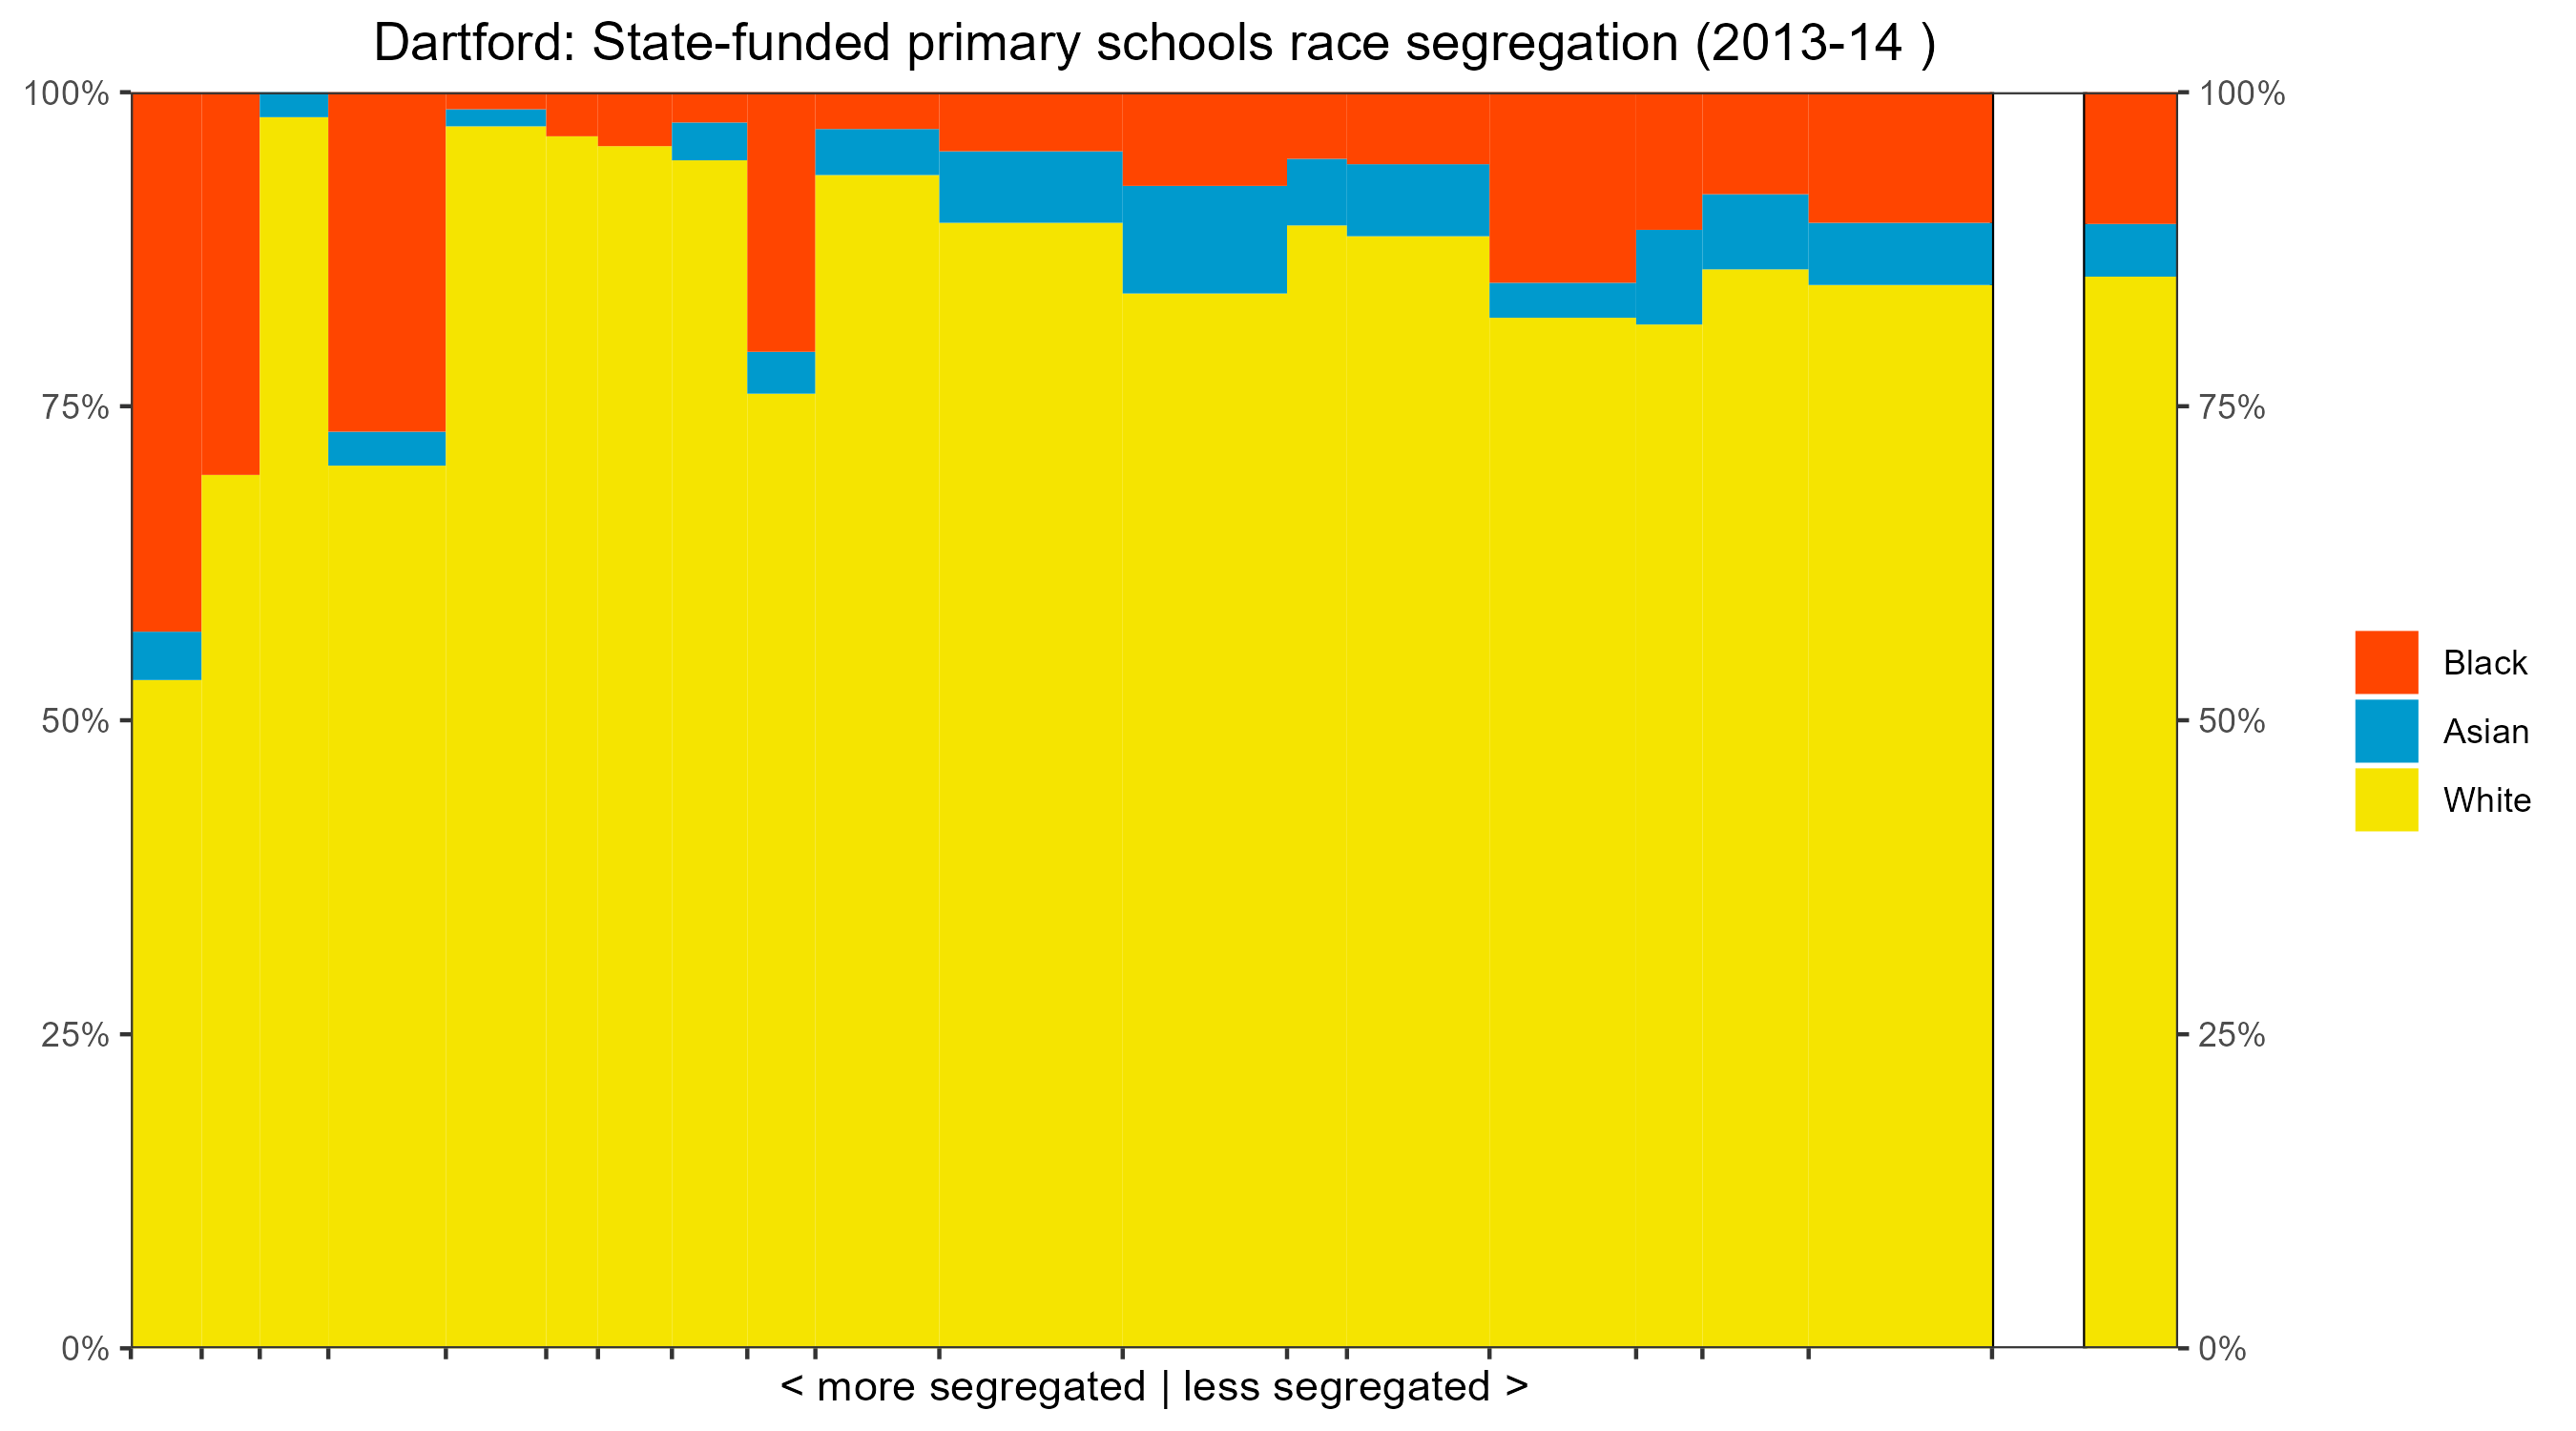 Dartford: State-funded primary schools race segregation (2013-14 )
100%
75%
50%
25%
0%
100%
75%
50%
25%
0%
Black
Asian
White
< more segregated | less segregated >